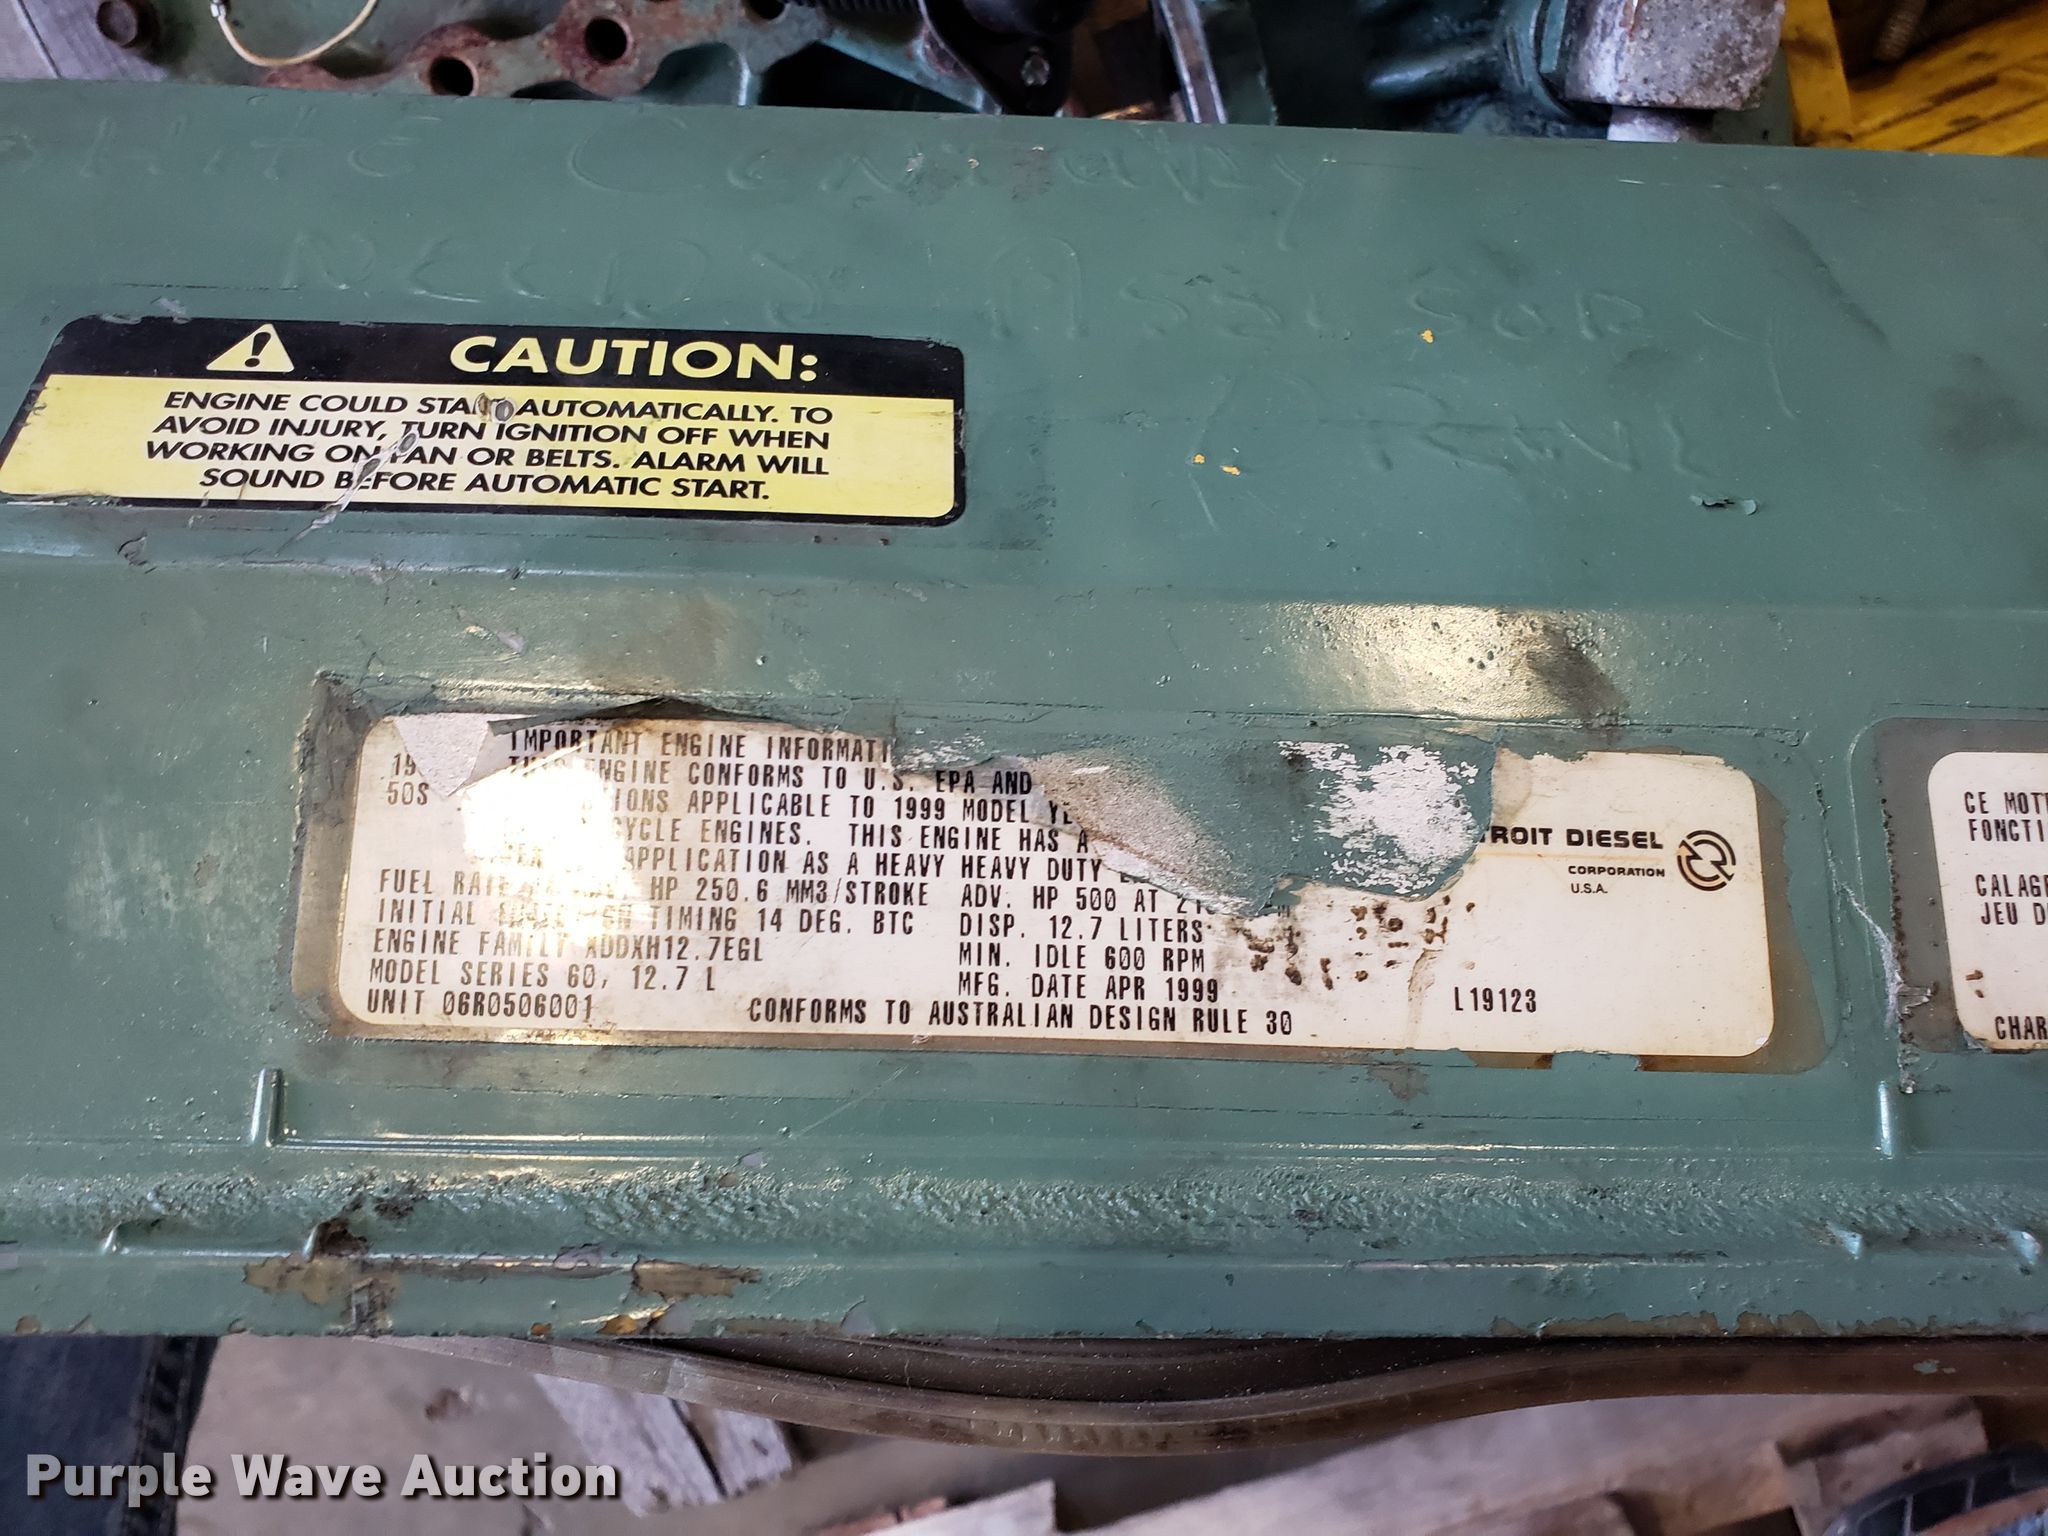 CENTURY
NEEDS
CAUTION:
ENGINE COULD START AUTOMATICALLY. TO
AVOID INJURY, TURN IGNITION OFF WHEN
WORKING ON FAN OR BELTS. ALARM WILL
SOUND BEFORE AUTOMATIC START.
IMPORTANT ENGINE INFORMATI
ENGINE CONFORMS TO U.S. EPA AND
50S APPLICABLE TO 1999 MODEL
CYCLE ENGINES. THIS ENGINE HAS A
APPLICATION AS A HEAVY HEAVY DUTY
FUEL RATE HP 250.6 MM3/STROKE ADV. HP 500 AT
INITIAL TIMING 14 DEG. BTC DISP. 12.7 LITERS
ENGINE FAMILY XDDXH12.7EGL MIN. IDLE 600 RPM
MODEL SERIES 60, 12.7 L MFG. DATE APR 1999
UNIT 06R0506001 CONFORMS TO AUSTRALIAN DESIGN RULE 30
L19123
TROIT DIESEL
CORPORATION
U.S.A.
CE MOT
FONCTI
CALAGE
JEU D
CHAR
Purple Wave Auction